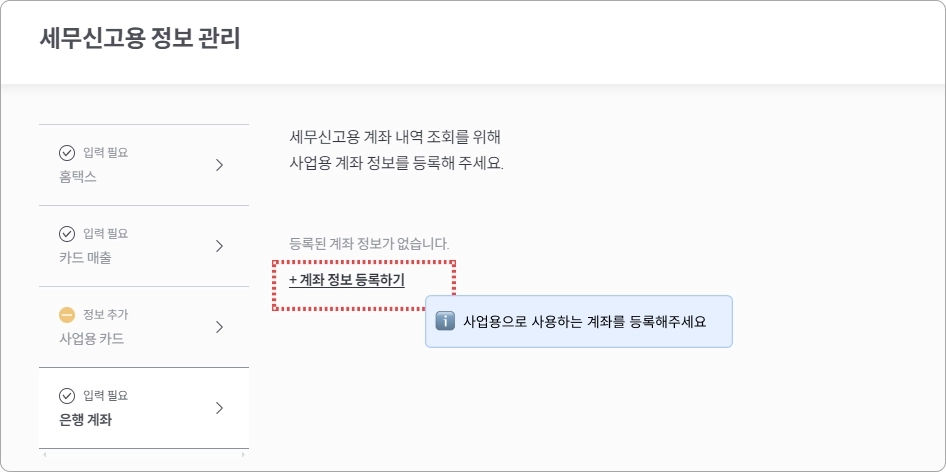 세무신고용 정보 관리
입력 필요
홈택스
입력 필요
카드 매출
정보 추가
사업용 카드
입력 필요
은행 계좌
세무신고용 계좌 내역 조회를 위해
사업용 계좌 정보를 등록해 주세요.
등록된 계좌 정보가 없습니다.
+ 계좌 정보 등록하기
i 사업용으로 사용하는 계좌를 등록해주세요